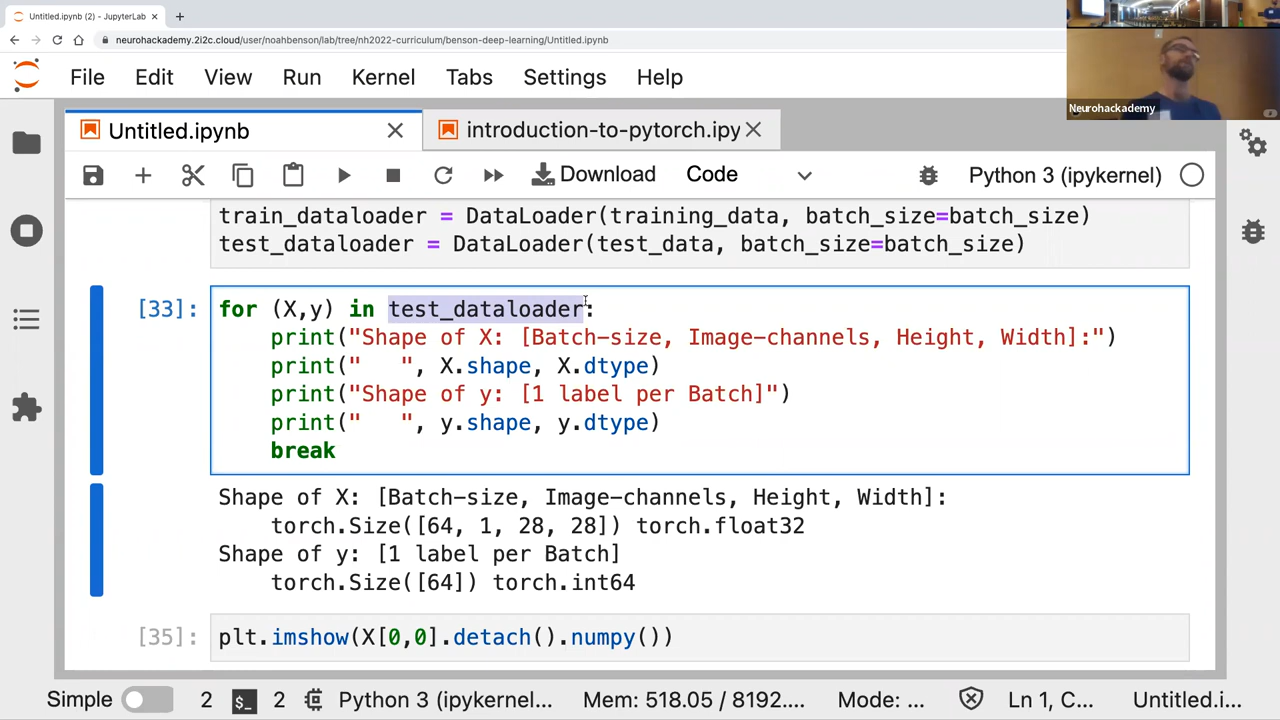 Untitled.ipynb (2) - JupyterLab
neurohackademy.2i2c.cloud/user/noahbenson/lab/tree/nh2022-curriculum/benson-deep-learning/Untitled.ipynb
File Edit View Run Kernel Tabs Settings Help
Neurohackademy
Untitled.ipynb introduction-to-pytorch.ipy
Download Code Python 3 (ipykernel)
train_dataloader = DataLoader(training_data, batch_size=batch_size)
test_dataloader = DataLoader(test_data, batch_size=batch_size)
[33]: for (X,y) in test_dataloader:
print("Shape of X: [Batch-size, Image-channels, Height, Width]:")
print("   ", X.shape, X.dtype)
print("Shape of y: [1 label per Batch]")
print("   ", y.shape, y.dtype)
break
Shape of X: [Batch-size, Image-channels, Height, Width]:
torch.Size([64, 1, 28, 28]) torch.float32
Shape of y: [1 label per Batch]
torch.Size([64]) torch.int64
[35]: plt.imshow(X[0,0].detach().numpy())
Simple 2 $_ 2 Python 3 (ipykernel... Mem: 518.05 / 8192.... Mode: ... Ln 1, C... Untitled.i...